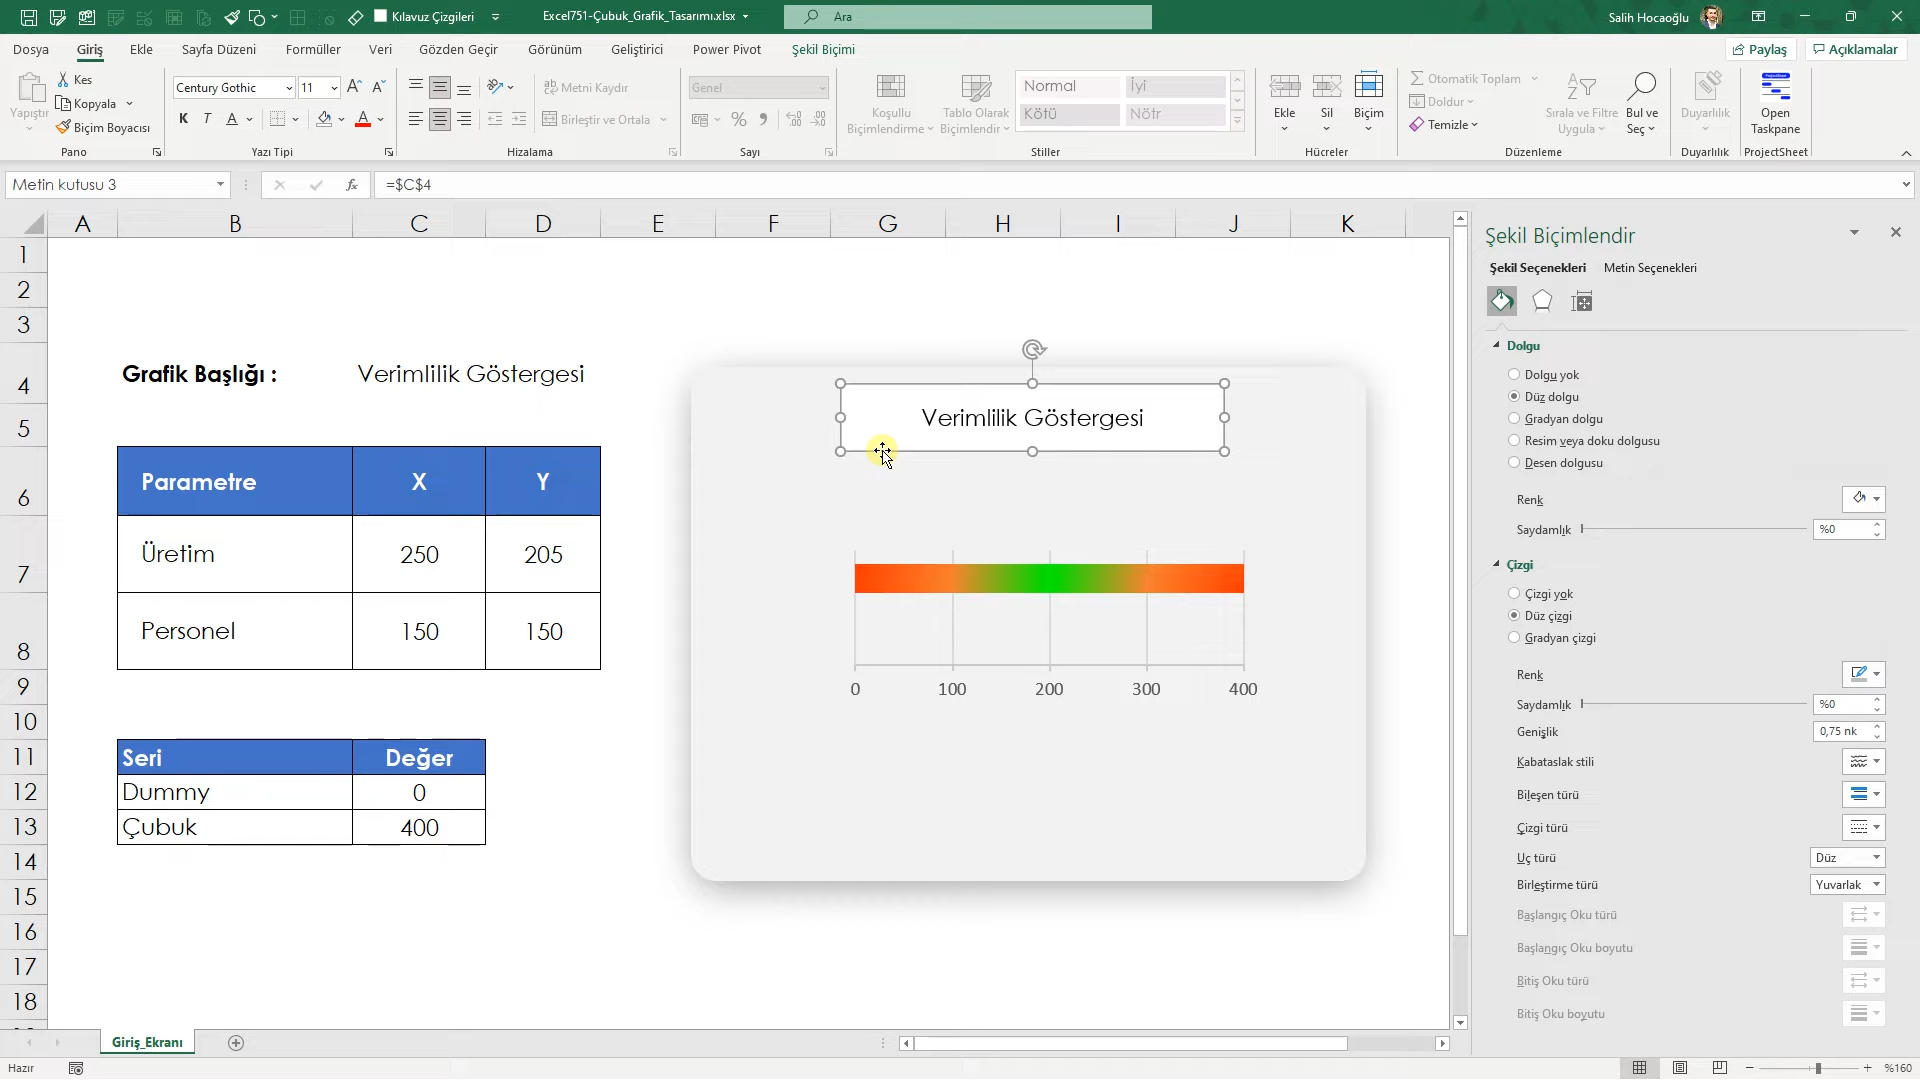 Kılavuz Çizgileri
Excel751-Çubuk_Grafik_Tasarımı.xlsx
Ara
Salih Hocaoğlu
Dosya Giriş Ekle Sayfa Düzeni Formüller Veri Gözden Geçir Görünüm Geliştirici Power Pivot Şekil Biçimi
Paylaş Açıklamalar
Yapıştır
Kes
Kopyala
Biçim Boyacısı
Pano
Century Gothic 11
K T A
Yazı Tipi
Metni Kaydır
Birleştir ve Ortala
Hizalama
Genel
Sayı
Koşullu
Biçimlendirme
Tablo Olarak
Biçimlendir
Normal İyi
Kötü Nötr
Stiller
Ekle Sil Biçim
Hücreler
Otomatik Toplam
Doldur
Temizle
Sırala ve Filtre
Uygula
Bul ve
Seç
Düzenleme
Duyarlılık
Duyarlılık
Open
Taskpane
ProjectSheet
Metin kutusu 3
fx
=$C$4
A B C D E F G H I J K
1
2
3
4
5
6
7
8
9
10
11
12
13
14
15
16
17
18
Grafik Başlığı : Verimlilik Göstergesi
Parametre X Y
Üretim 250 205
Personel 150 150
Seri Değer
Dummy 0
Çubuk 400
Verimlilik Göstergesi
0 100 200 300 400
Şekil Biçimlendir
Şekil Seçenekleri Metin Seçenekleri
Dolgu
Dolgu yok
Düz dolgu
Gradyan dolgu
Resim veya doku dolgusu
Desen dolgusu
Renk
Saydamlık %0
Çizgi
Çizgi yok
Düz çizgi
Gradyan çizgi
Renk
Saydamlık %0
Genişlik 0,75 nk
Kabataslak stili
Bileşen türü
Çizgi türü
Uç türü Düz
Birleştirme türü Yuvarlak
Başlangıç Oku türü
Başlangıç Oku boyutu
Bitiş Oku türü
Bitiş Oku boyutu
Giriş_Ekranı
Hazır
%160